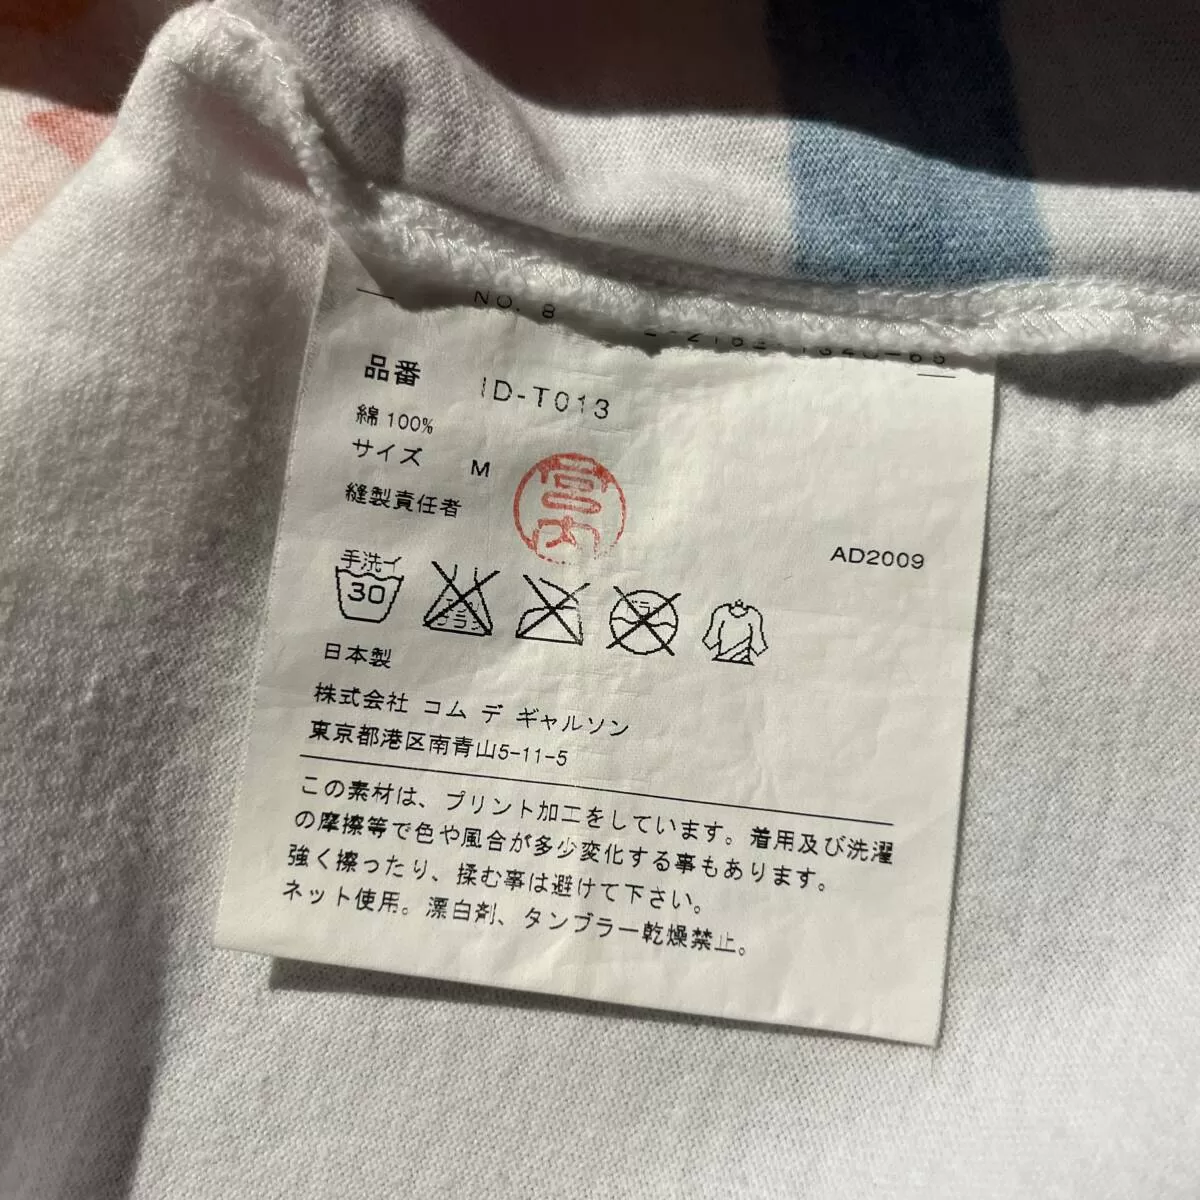 NO. 8
品番 ID-T013
綿 100%
サイズ M
縫製責任者 宮内
AD2009
手洗イ
30
日本製
株式会社 コム デ ギャルソン
東京都港区南青山5-11-5
この素材は、プリント加工をしています。着用及び洗濯
の摩擦等で色や風合が多少変化する事もあります。
強く擦ったり、揉む事は避けて下さい。
ネット使用。漂白剤、タンブラー乾燥禁止。